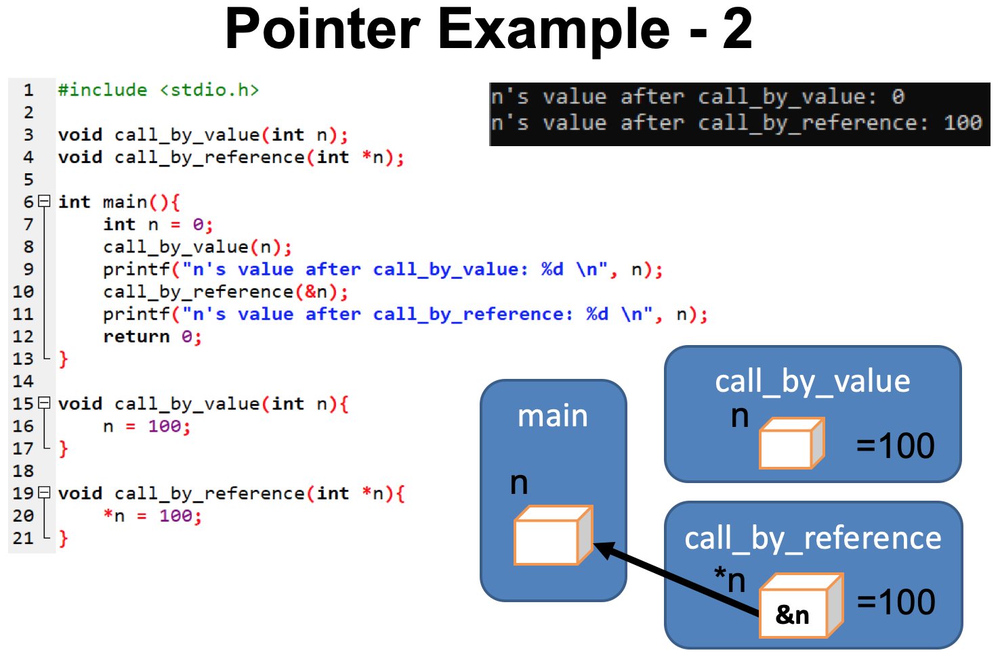 Pointer Example - 2
1 #include <stdio.h>
2
3 void call_by_value(int n);
4 void call_by_reference(int *n);
5
6 int main(){
7     int n = 0;
8     call_by_value(n);
9     printf("n's value after call_by_value: %d \n", n);
10     call_by_reference(&n);
11     printf("n's value after call_by_reference: %d \n", n);
12     return 0;
13 }
14
15 void call_by_value(int n){
16     n = 100;
17 }
18
19 void call_by_reference(int *n){
20     *n = 100;
21 }
n's value after call_by_value: 0
n's value after call_by_reference: 100
main
n
call_by_value
n
=100
call_by_reference
*n
&n
=100